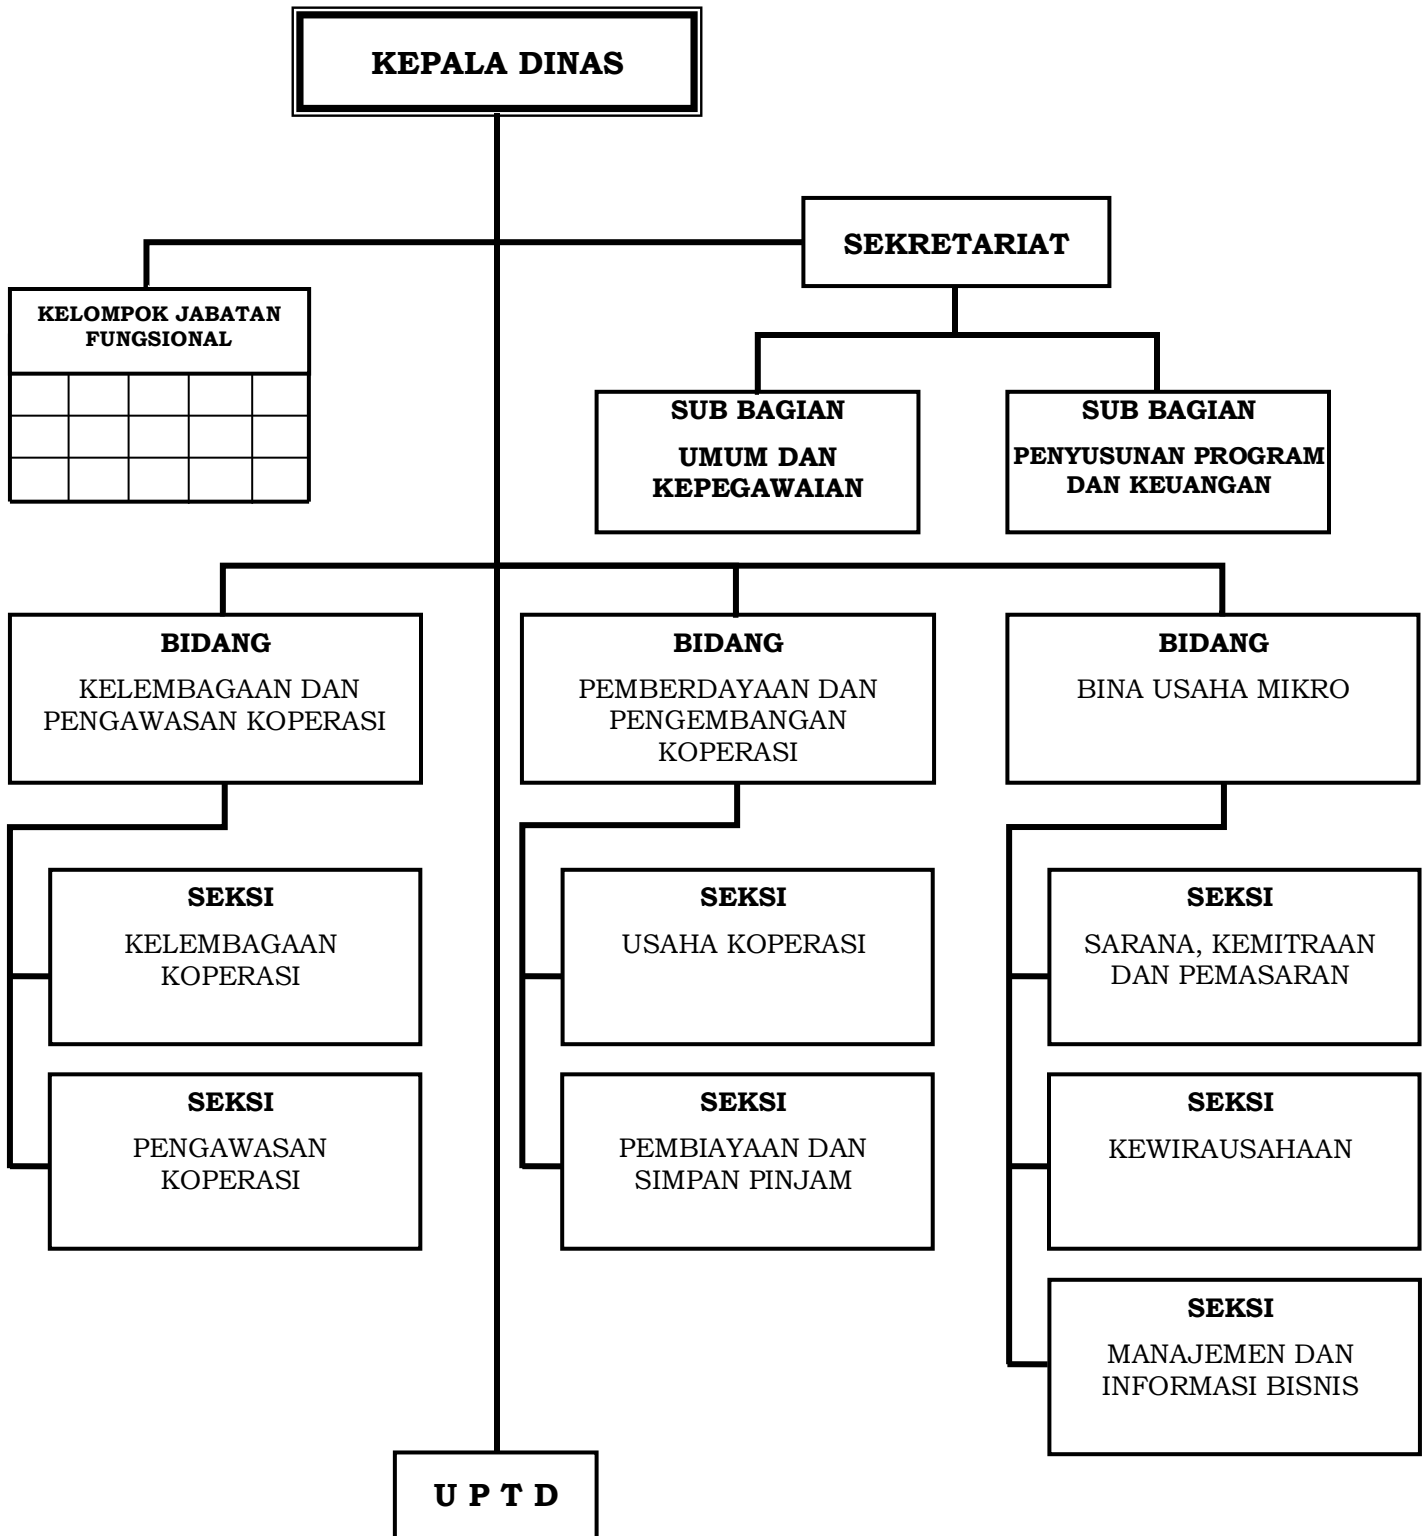 KEPALA DINAS
SEKRETARIAT
KELOMPOK JABATAN
FUNGSIONAL
SUB BAGIAN
UMUM DAN
KEPEGAWAIAN
SUB BAGIAN
PENYUSUNAN PROGRAM
DAN KEUANGAN
BIDANG
KELEMBAGAAN DAN
PENGAWASAN KOPERASI
BIDANG
PEMBERDAYAAN DAN
PENGEMBANGAN
KOPERASI
BIDANG
BINA USAHA MIKRO
SEKSI
KELEMBAGAAN
KOPERASI
SEKSI
USAHA KOPERASI
SEKSI
SARANA, KEMITRAAN
DAN PEMASARAN
SEKSI
PENGAWASAN
KOPERASI
SEKSI
PEMBIAYAAN DAN
SIMPAN PINJAM
SEKSI
KEWIRAUSAHAAN
SEKSI
MANAJEMEN DAN
INFORMASI BISNIS
U P T D